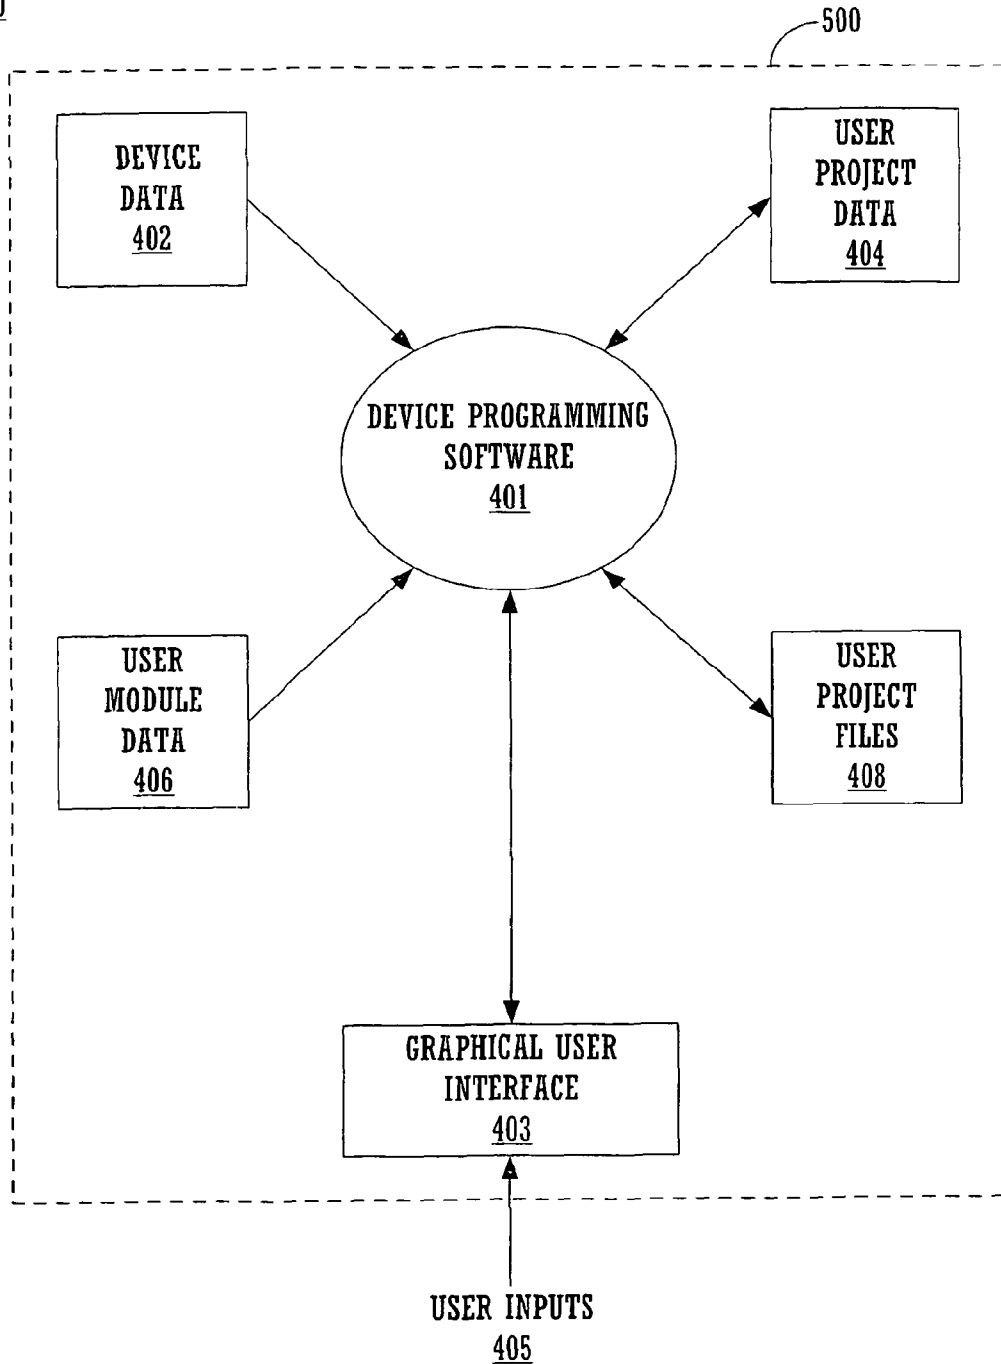 500
DEVICE
DATA
402
USER
PROJECT
DATA
404
DEVICE PROGRAMMING
SOFTWARE
401
USER
MODULE
DATA
406
USER
PROJECT
FILES
408
GRAPHICAL USER
INTERFACE
403
USER INPUTS
405